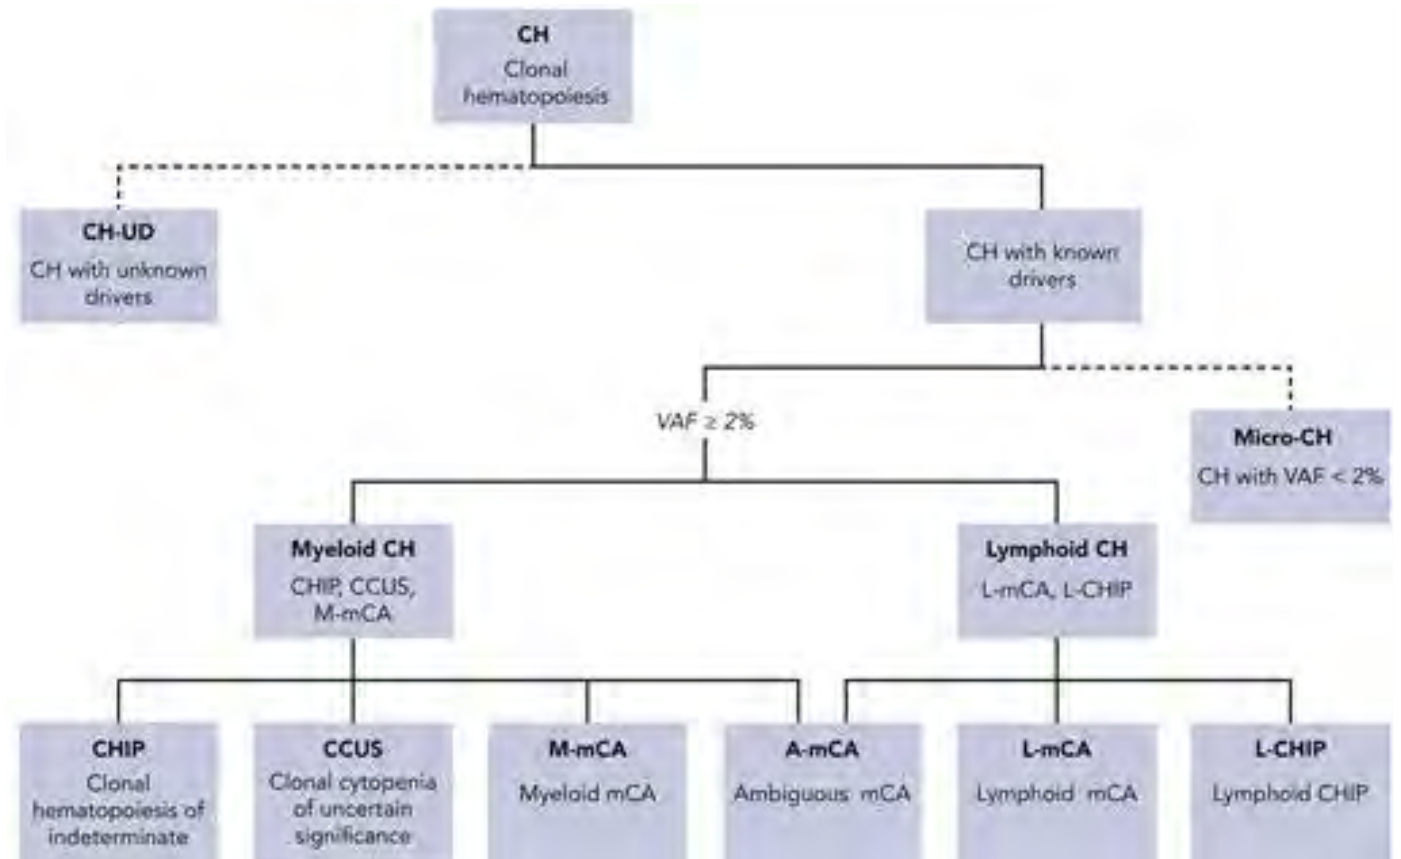 CH
Clonal
hematopoiesis
CH-UD
CH with unknown
drivers
CH with known
drivers
VAF ≥ 2%
Micro-CH
CH with VAF < 2%
Myeloid CH
CHIP, CCUS,
M-mCA
Lymphoid CH
L-mCA, L-CHIP
CHIP
Clonal
hematopoiesis of
indeterminate
CCUS
Clonal cytopenia
of uncertain
significance
M-mCA
Myeloid mCA
A-mCA
Ambiguous mCA
L-mCA
Lymphoid mCA
L-CHIP
Lymphoid CHIP